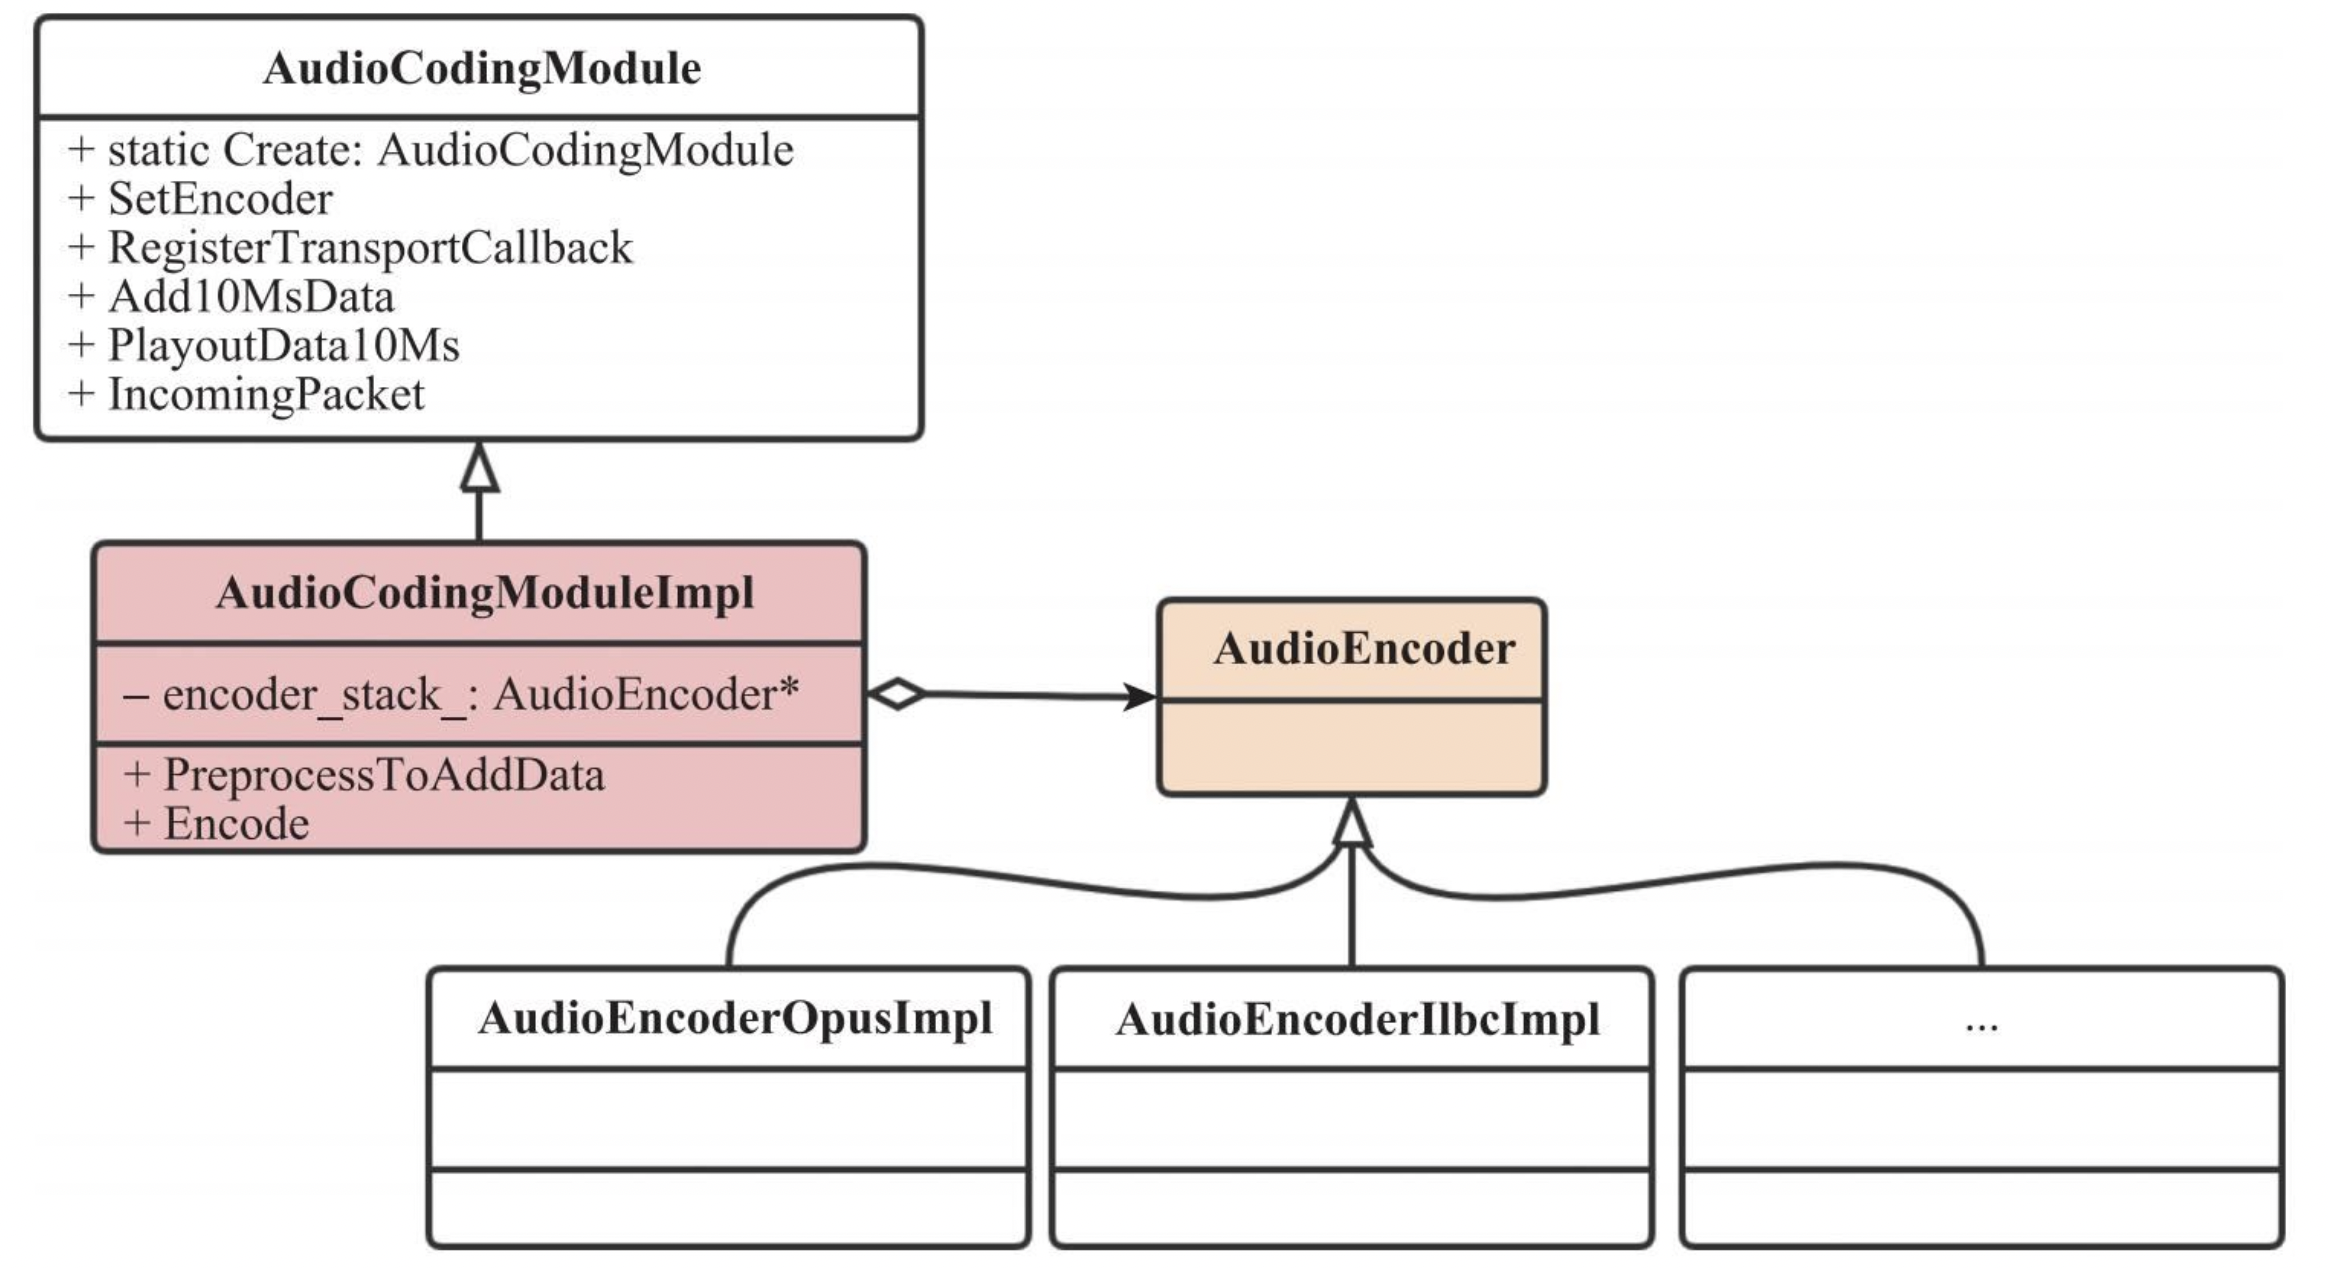 AudioCodingModule
+ static Create: AudioCodingModule
+ SetEncoder
+ RegisterTransportCallback
+ Add10MsData
+ PlayoutData10Ms
+ IncomingPacket
AudioCodingModuleImpl
– encoder_stack_: AudioEncoder*
+ PreprocessToAddData
+ Encode
AudioEncoder
AudioEncoderOpusImpl
AudioEncoderIlbcImpl
...